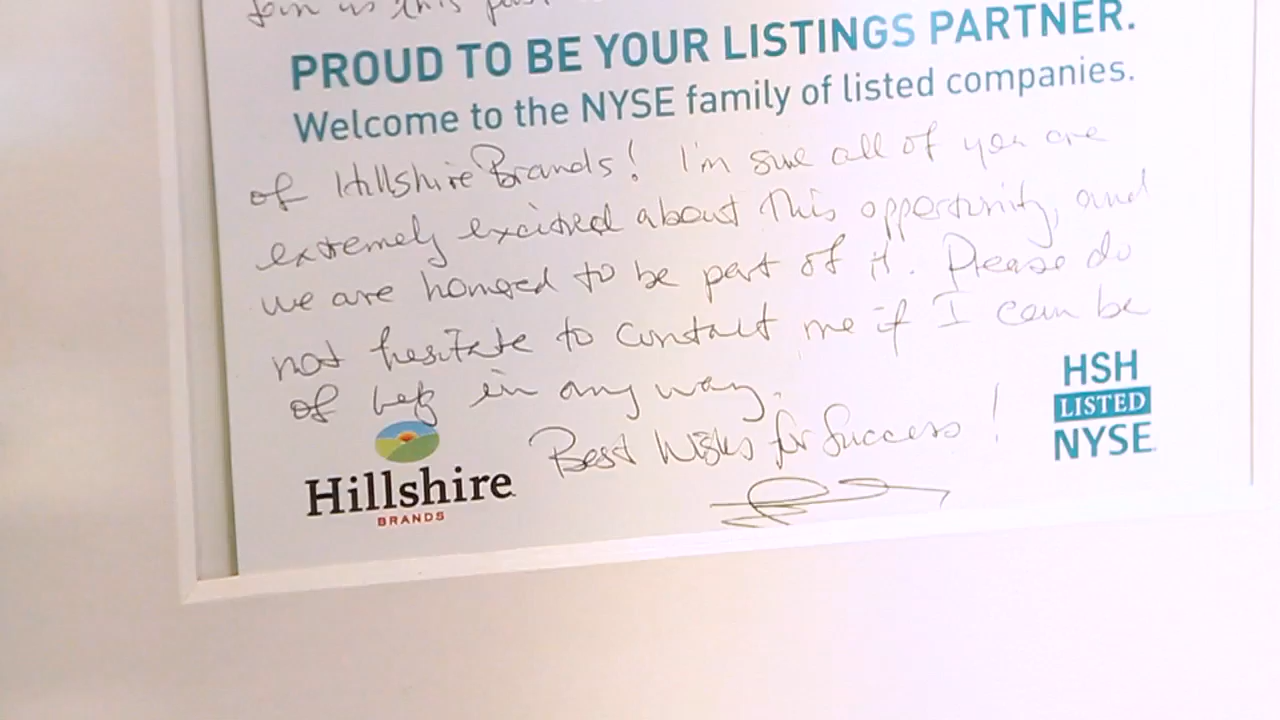 Join us this
PROUD TO BE YOUR LISTINGS PARTNER.
Welcome to the NYSE family of listed companies.
of Hillshire Brands! I'm sure all of you are
extremely excited about this opportunity, and
we are honored to be part of it. Please do
not hesitate to contact me if I can be
of help in any way.
Best Wishes for Success!
Hillshire
BRANDS
HSH
LISTED
NYSE